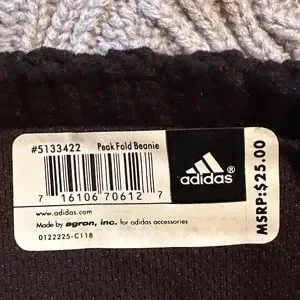 #5133422 Peak Fold Beanie
7 16106 70612 7
adidas
MSRP:$25.00
www.adidas.com
Made by agron, inc. for adidas accessories
0122225-C118